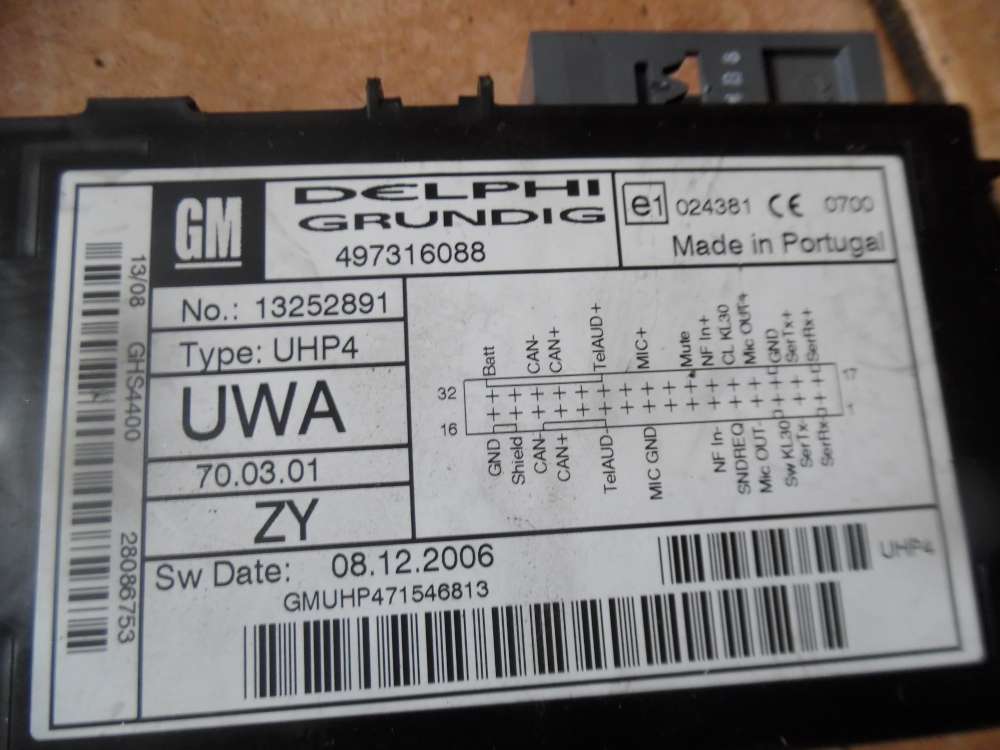 GM
DELPHI
GRUNDIG
497316088
e1 024381 CE 0700
Made in Portugal
13/08 GHS4400 28086753
No.: 13252891
Type: UHP4
UWA
70.03.01
ZY
Batt CAN- CAN+ TelAUD+ MIC+ Mute NF In+ CL KL30 Mic OUT+ GND SerTx+ SerRx+
32 17
16 1
GND Shield CAN- CAN+ TelAUD- MIC GND NF In- SNDREQ Mic OUT- Sw KL30 SerTx- SerRx-
Sw Date: 08.12.2006
GMUHP471546813
UHP4